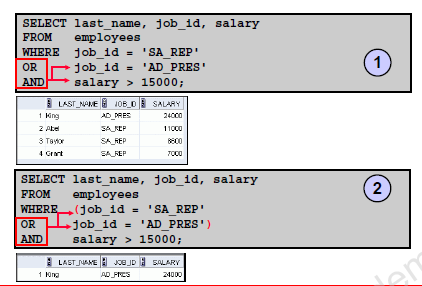 SELECT last_name, job_id, salary
FROM employees
WHERE job_id = 'SA_REP'
OR job_id = 'AD_PRES'
AND salary > 15000;
1
LAST_NAME JOB_ID SALARY
1 King AD_PRES 24000
2 Abel SA_REP 11000
3 Taylor SA_REP 8600
4 Grant SA_REP 7000
SELECT last_name, job_id, salary
FROM employees
WHERE (job_id = 'SA_REP'
OR job_id = 'AD_PRES')
AND salary > 15000;
2
LAST_NAME JOB_ID SALARY
1 King AD_PRES 24000